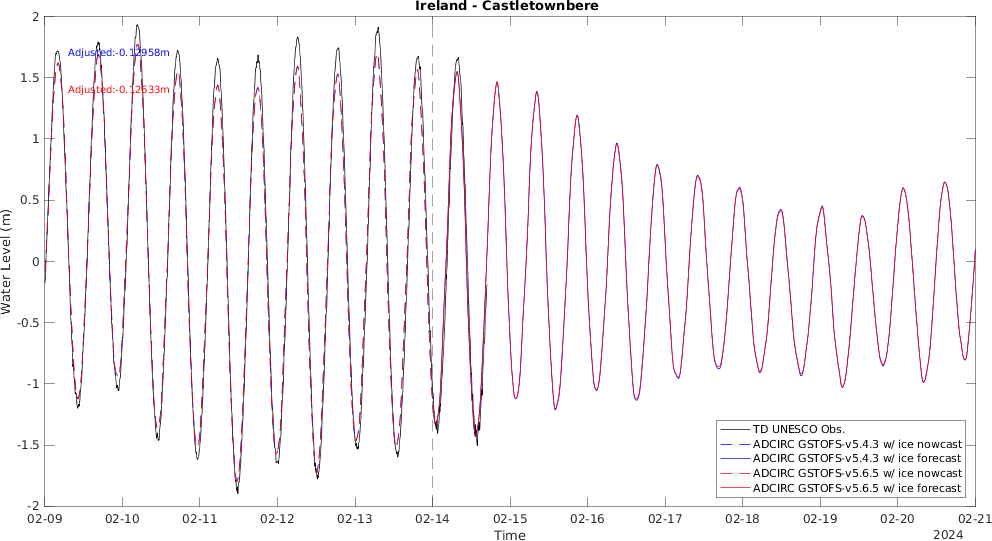 Ireland - Castletownbere
Water Level (m)
2
1.5
1
0.5
0
-0.5
-1
-1.5
-2
Adjusted:-0.12958m
Adjusted:-0.12633m
TD UNESCO Obs.
ADCIRC GSTOFS-v5.4.3 w/ ice nowcast
ADCIRC GSTOFS-v5.4.3 w/ ice forecast
ADCIRC GSTOFS-v5.6.5 w/ ice nowcast
ADCIRC GSTOFS-v5.6.5 w/ ice forecast
02-09 02-10 02-11 02-12 02-13 02-14 02-15 02-16 02-17 02-18 02-19 02-20 02-21
Time
2024